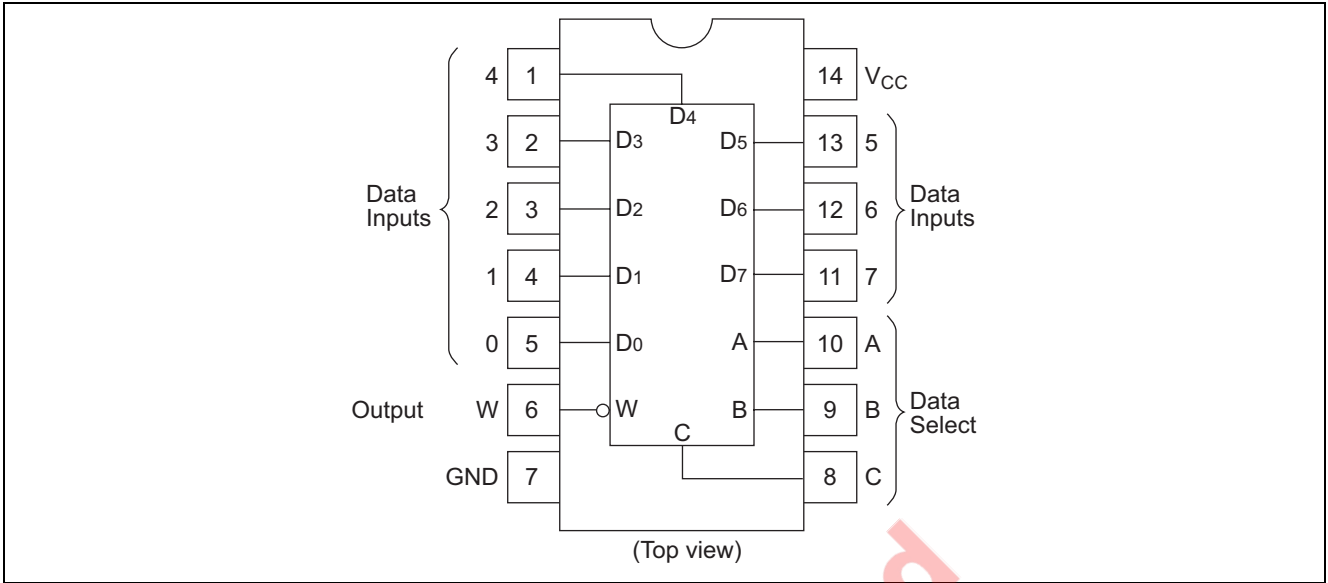 4 1 14 VCC
D4
3 2 D3 D5 13 5
Data Inputs
2 3 D2 D6 12 6
Data Inputs
1 4 D1 D7 11 7
0 5 D0 A 10 A
Output W 6 W B 9 B
Data Select
C
GND 7 8 C
(Top view)